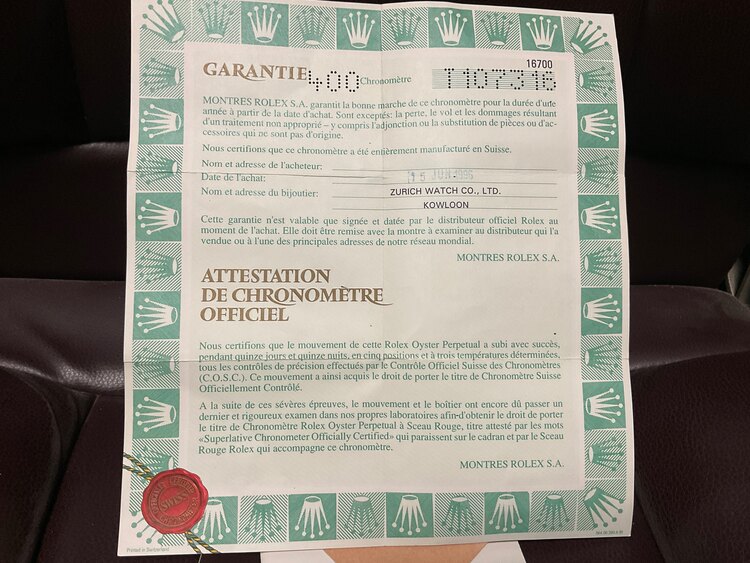 16700
GARANTIE 400 Chronomètre T107316
MONTRES ROLEX S.A. garantit la bonne marche de ce chronomètre pour la durée d'une
année à partir de la date d'achat. Sont exceptés: la perte, le vol et les dommages résultant
d'un traitement non approprié – y compris l'adjonction ou la substitution de pièces ou d'ac-
cessoires qui ne sont pas d'origine.
Nous certifions que ce chronomètre a été entièrement manufacturé en Suisse.
Nom et adresse de l'acheteur:
Date de l'achat: 15 JUN 1996
Nom et adresse du bijoutier: ZURICH WATCH CO., LTD.
KOWLOON
Cette garantie n'est valable que signée et datée par le distributeur officiel Rolex au
moment de l'achat. Elle doit être remise avec la montre à examiner au distributeur qui l'a
vendue ou à l'une des principales adresses de notre réseau mondial.
MONTRES ROLEX S.A.
ATTESTATION
DE CHRONOMÈTRE
OFFICIEL
Nous certifions que le mouvement de cette Rolex Oyster Perpetual a subi avec succès,
pendant quinze jours et quinze nuits, en cinq positions et à trois températures déterminées,
tous les contrôles de précision effectués par le Contrôle Officiel Suisse des Chronomètres
(C.O.S.C.). Ce mouvement a ainsi acquis le droit de porter le titre de Chronomètre Suisse
Officiellement Contrôlé.
A la suite de ces sévères épreuves, le mouvement et le boîtier ont encore dû passer un
dernier et rigoureux examen dans nos propres laboratoires afin d'obtenir le droit de porter
le titre de Chronomètre Rolex Oyster Perpetual à Sceau Rouge, titre attesté par les mots
«Superlative Chronometer Officially Certified» qui paraissent sur le cadran et par le Sceau
Rouge Rolex qui accompagne ce chronomètre.
MONTRES ROLEX S.A.
SWISS
Printed in Switzerland